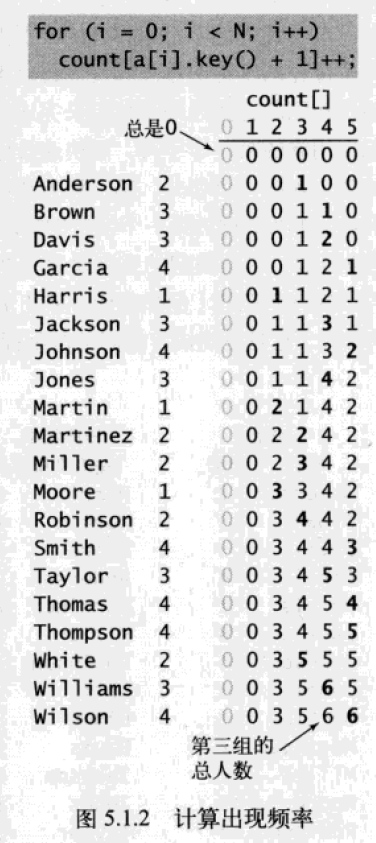 for (i = 0; i < N; i++)
count[a[i].key() + 1]++;
count[]
总是0 0 1 2 3 4 5
0 0 0 0 0 0
Anderson 2 0 0 0 1 0 0
Brown 3 0 0 0 1 1 0
Davis 3 0 0 0 1 2 0
Garcia 4 0 0 0 1 2 1
Harris 1 0 0 1 1 2 1
Jackson 3 0 0 1 1 3 1
Johnson 4 0 0 1 1 3 2
Jones 3 0 0 1 1 4 2
Martin 1 0 0 2 1 4 2
Martinez 2 0 0 2 2 4 2
Miller 2 0 0 2 3 4 2
Moore 1 0 0 3 3 4 2
Robinson 2 0 0 3 4 4 2
Smith 4 0 0 3 4 4 3
Taylor 3 0 0 3 4 5 3
Thomas 4 0 0 3 4 5 4
Thompson 4 0 0 3 4 5 5
White 2 0 0 3 5 5 5
Williams 3 0 0 3 5 6 5
Wilson 4 0 0 3 5 6 6
第三组的
总人数
图 5.1.2 计算出现频率